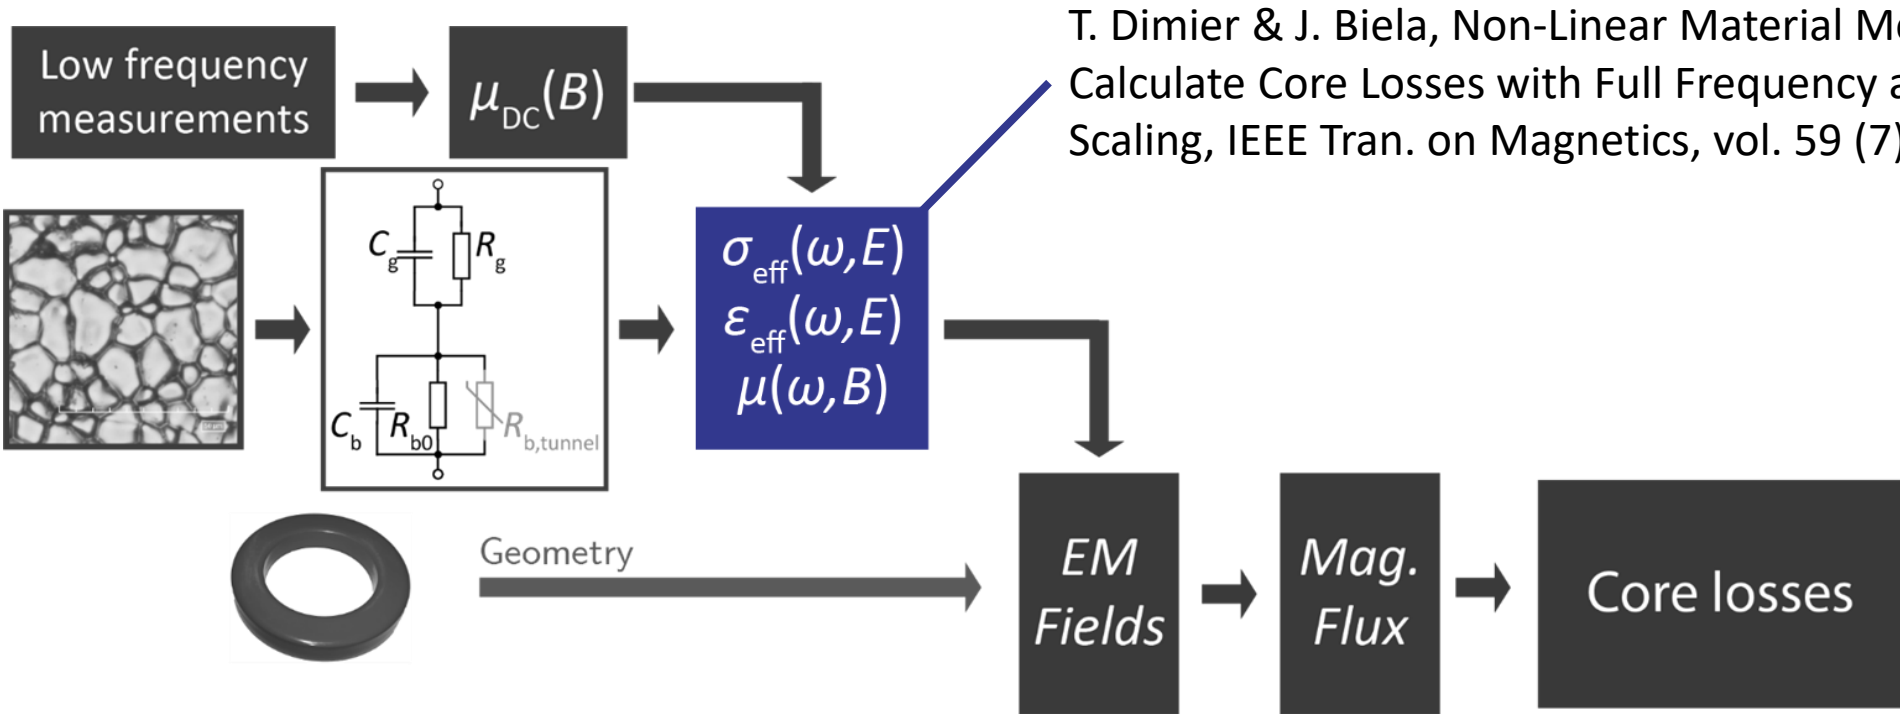 Low frequency
measurements
μDC(B)
T. Dimier & J. Biela, Non-Linear Material
Calculate Core Losses with Full Frequency
Scaling, IEEE Tran. on Magnetics, vol. 59 (7)
Cg
Rg
Cb
Rb0
Rb,tunnel
σeff(ω,E)
εeff(ω,E)
μ(ω,B)
Geometry
EM
Fields
Mag.
Flux
Core losses